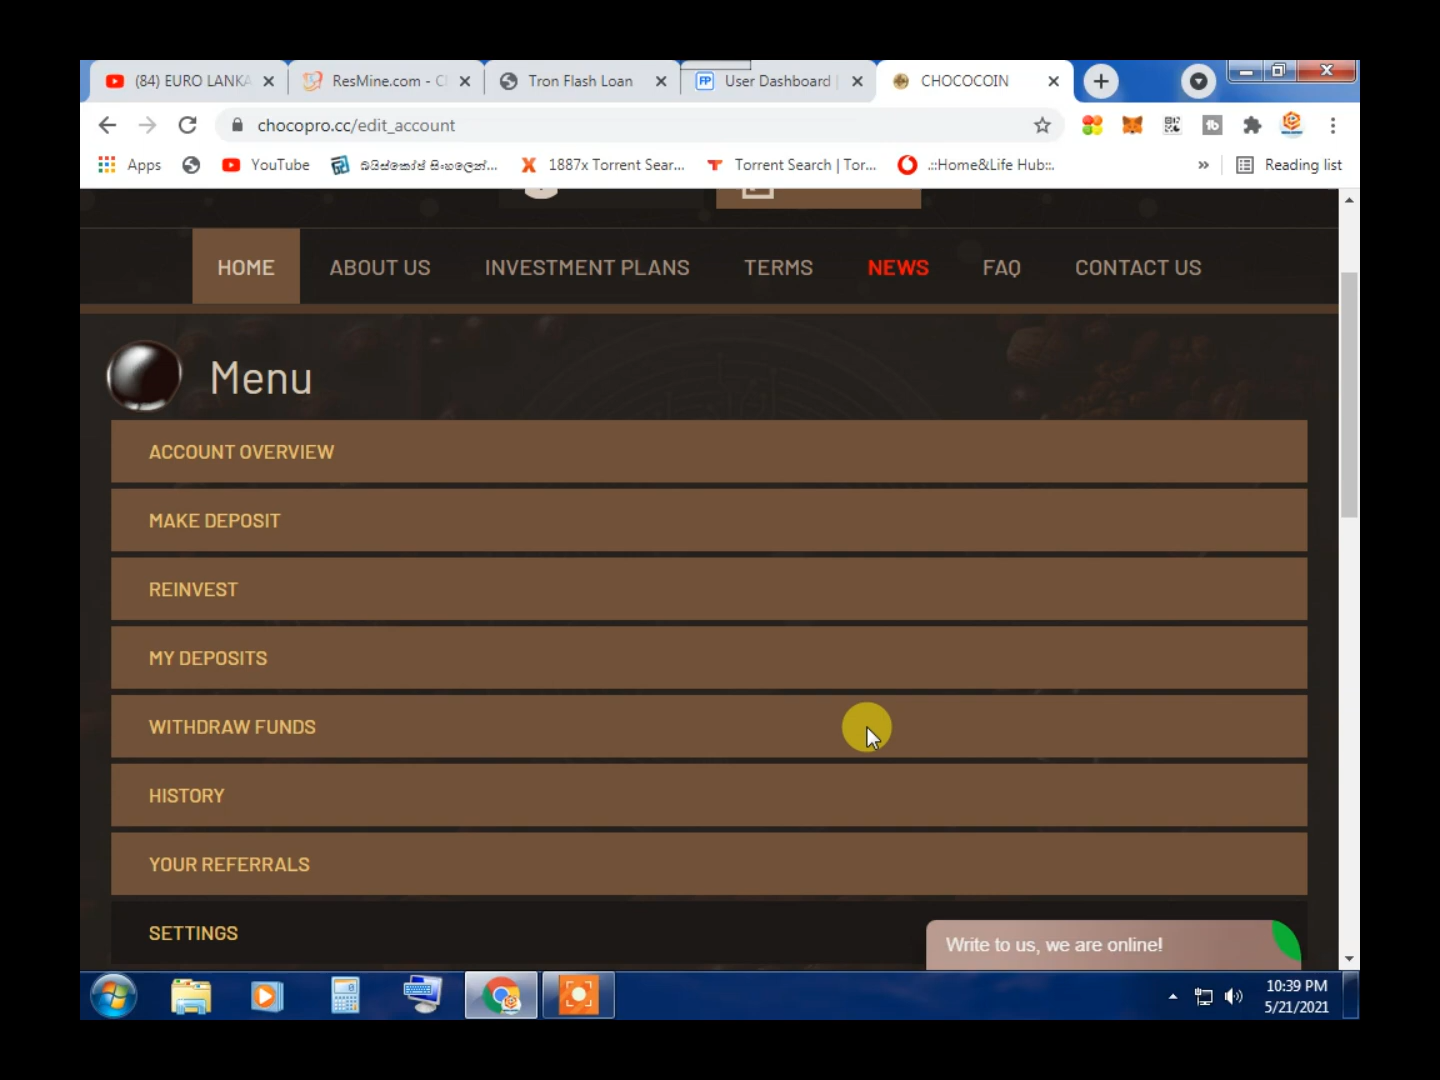 (84) EURO LANKA
ResMine.com - Cl
Tron Flash Loan
User Dashboard |
CHOCOCOIN
chocopro.cc/edit_account
Apps
YouTube
1887x Torrent Sear...
Torrent Search | Tor...
.::Home&Life Hub::.
»
Reading list
HOME
ABOUT US
INVESTMENT PLANS
TERMS
NEWS
FAQ
CONTACT US
Menu
ACCOUNT OVERVIEW
MAKE DEPOSIT
REINVEST
MY DEPOSITS
WITHDRAW FUNDS
HISTORY
YOUR REFERRALS
SETTINGS
Write to us, we are online!
10:39 PM
5/21/2021